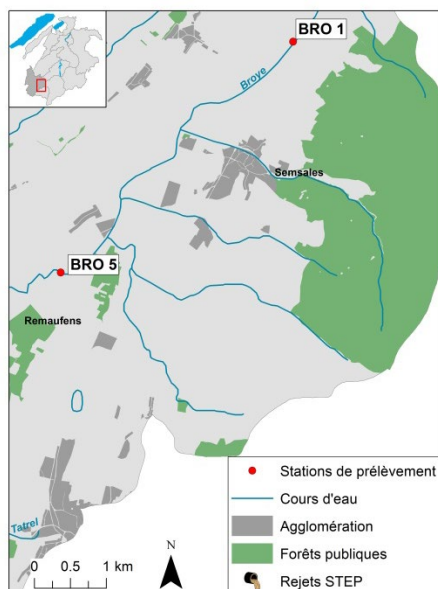 BRO 1
Broye
Semsales
BRO 5
Remaufens
Tatrel
0 0.5 1 km
N
Stations de prélèvement
Cours d'eau
Agglomération
Forêts publiques
Rejets STEP